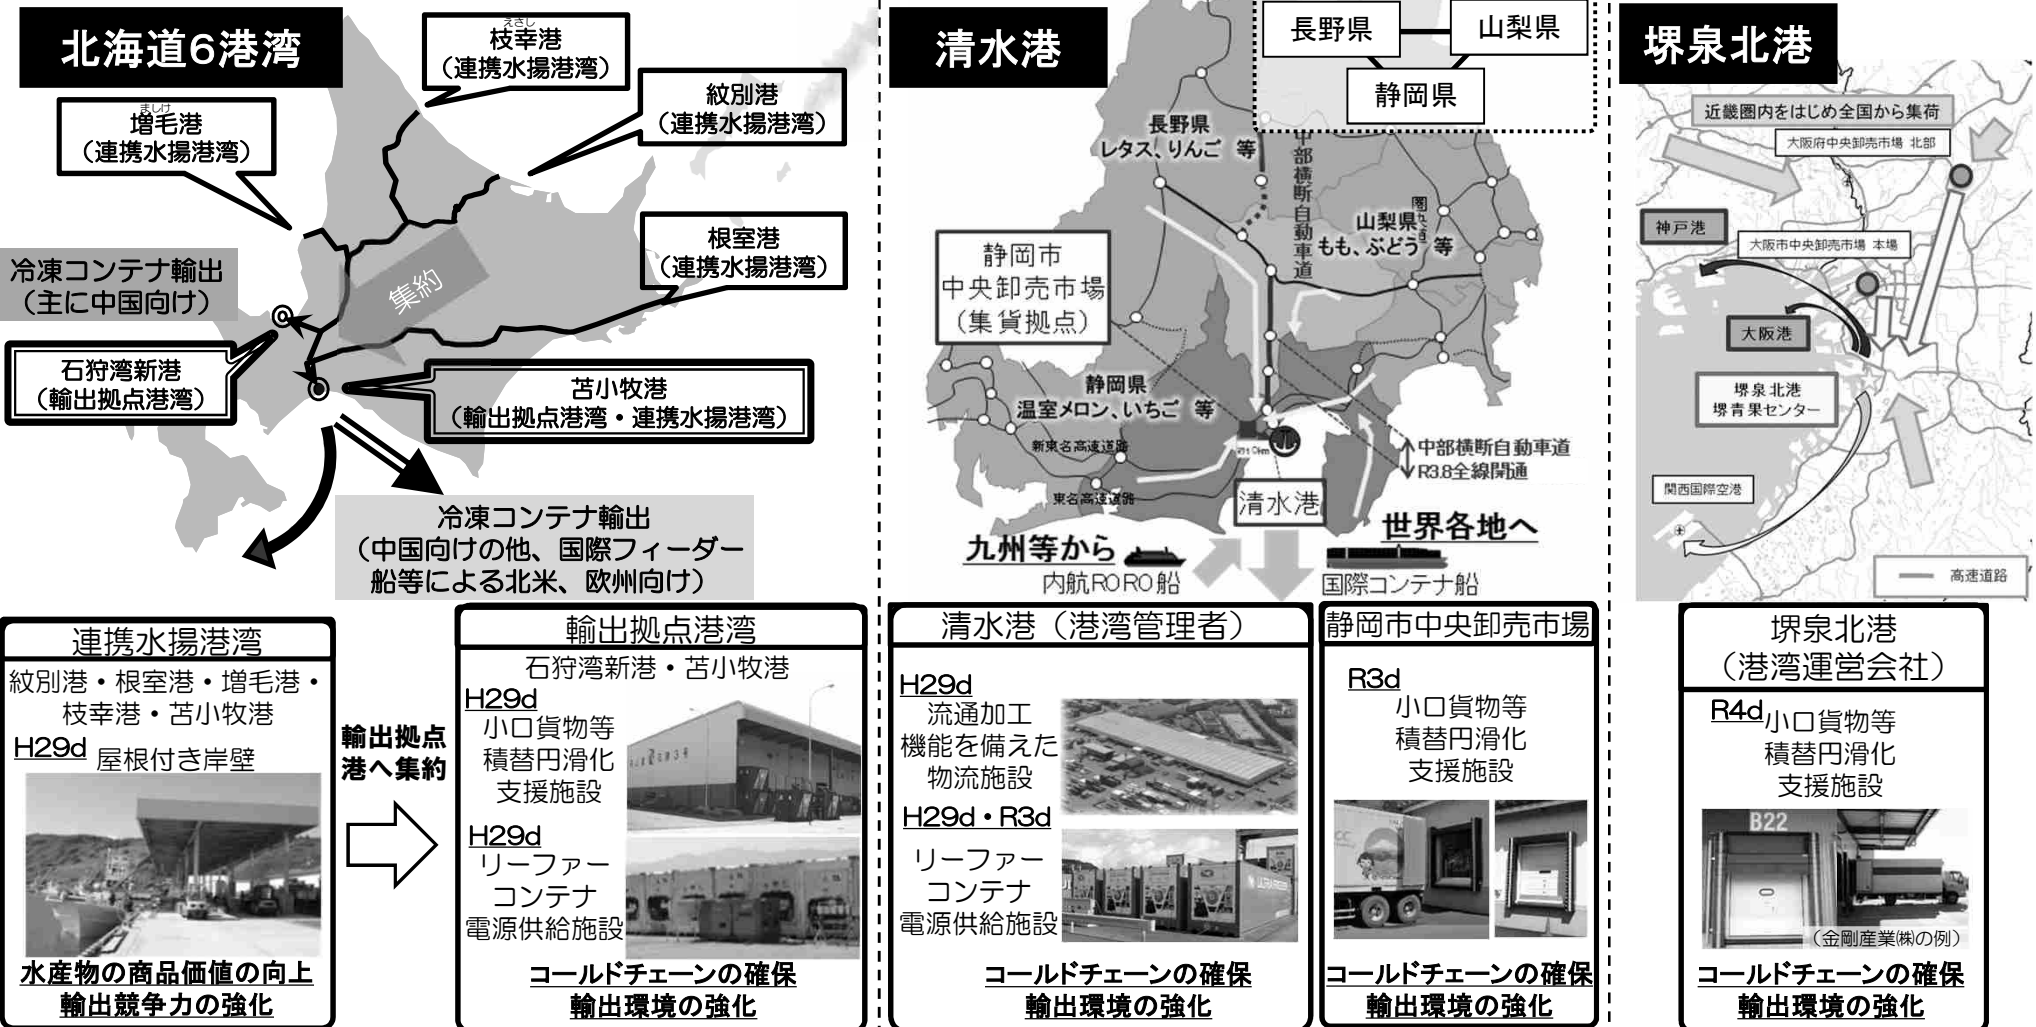 北海道6港湾
えさし
枝幸港
(連携水揚港湾)
紋別港
(連携水揚港湾)
ましけ
増毛港
(連携水揚港湾)
根室港
(連携水揚港湾)
冷凍コンテナ輸出
(主に中国向け)
集約
石狩湾新港
(輸出拠点港湾)
苫小牧港
(輸出拠点港湾・連携水揚港湾)
冷凍コンテナ輸出
(中国向けの他、国際フィーダー
船等による北米、欧州向け)
連携水揚港湾
紋別港・根室港・増毛港・
枝幸港・苫小牧港
H29d 屋根付き岸壁
水産物の商品価値の向上
輸出競争力の強化
輸出拠点
港へ集約
輸出拠点港湾
石狩湾新港・苫小牧港
H29d
小口貨物等
積替円滑化
支援施設
H29d
リーファー
コンテナ
電源供給施設
コールドチェーンの確保
輸出環境の強化
清水港
長野県
山梨県
静岡県
長野県
レタス、りんご 等
中部横断自動車道
山梨県
もも、ぶどう 等
静岡市
中央卸売市場
(集貨拠点)
静岡県
温室メロン、いちご 等
新東名高速道路
東名高速道路
中部横断自動車道
R3.8全線開通
清水港
九州等から
内航RORO船
世界各地へ
国際コンテナ船
清水港(港湾管理者)
H29d
流通加工
機能を備えた
物流施設
H29d・R3d
リーファー
コンテナ
電源供給施設
コールドチェーンの確保
輸出環境の強化
静岡市中央卸売市場
R3d
小口貨物等
積替円滑化
支援施設
コールドチェーンの確保
輸出環境の強化
堺泉北港
近畿圏内をはじめ全国から集荷
大阪府中央卸売市場 北部
神戸港
大阪市中央卸売市場 本場
大阪港
堺泉北港
堺青果センター
関西国際空港
高速道路
堺泉北港
(港湾運営会社)
R4d
小口貨物等
積替円滑化
支援施設
B22
(金剛産業㈱の例)
コールドチェーンの確保
輸出環境の強化